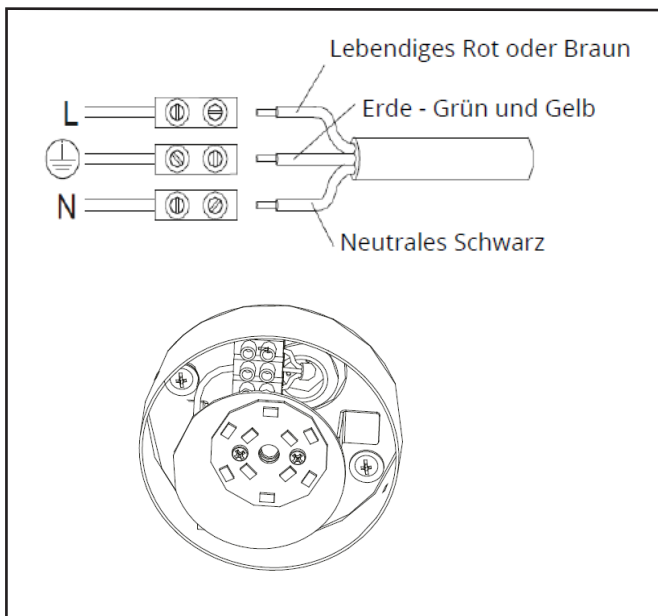 Lebendiges Rot oder Braun
L
Erde - Grün und Gelb
N
Neutrales Schwarz